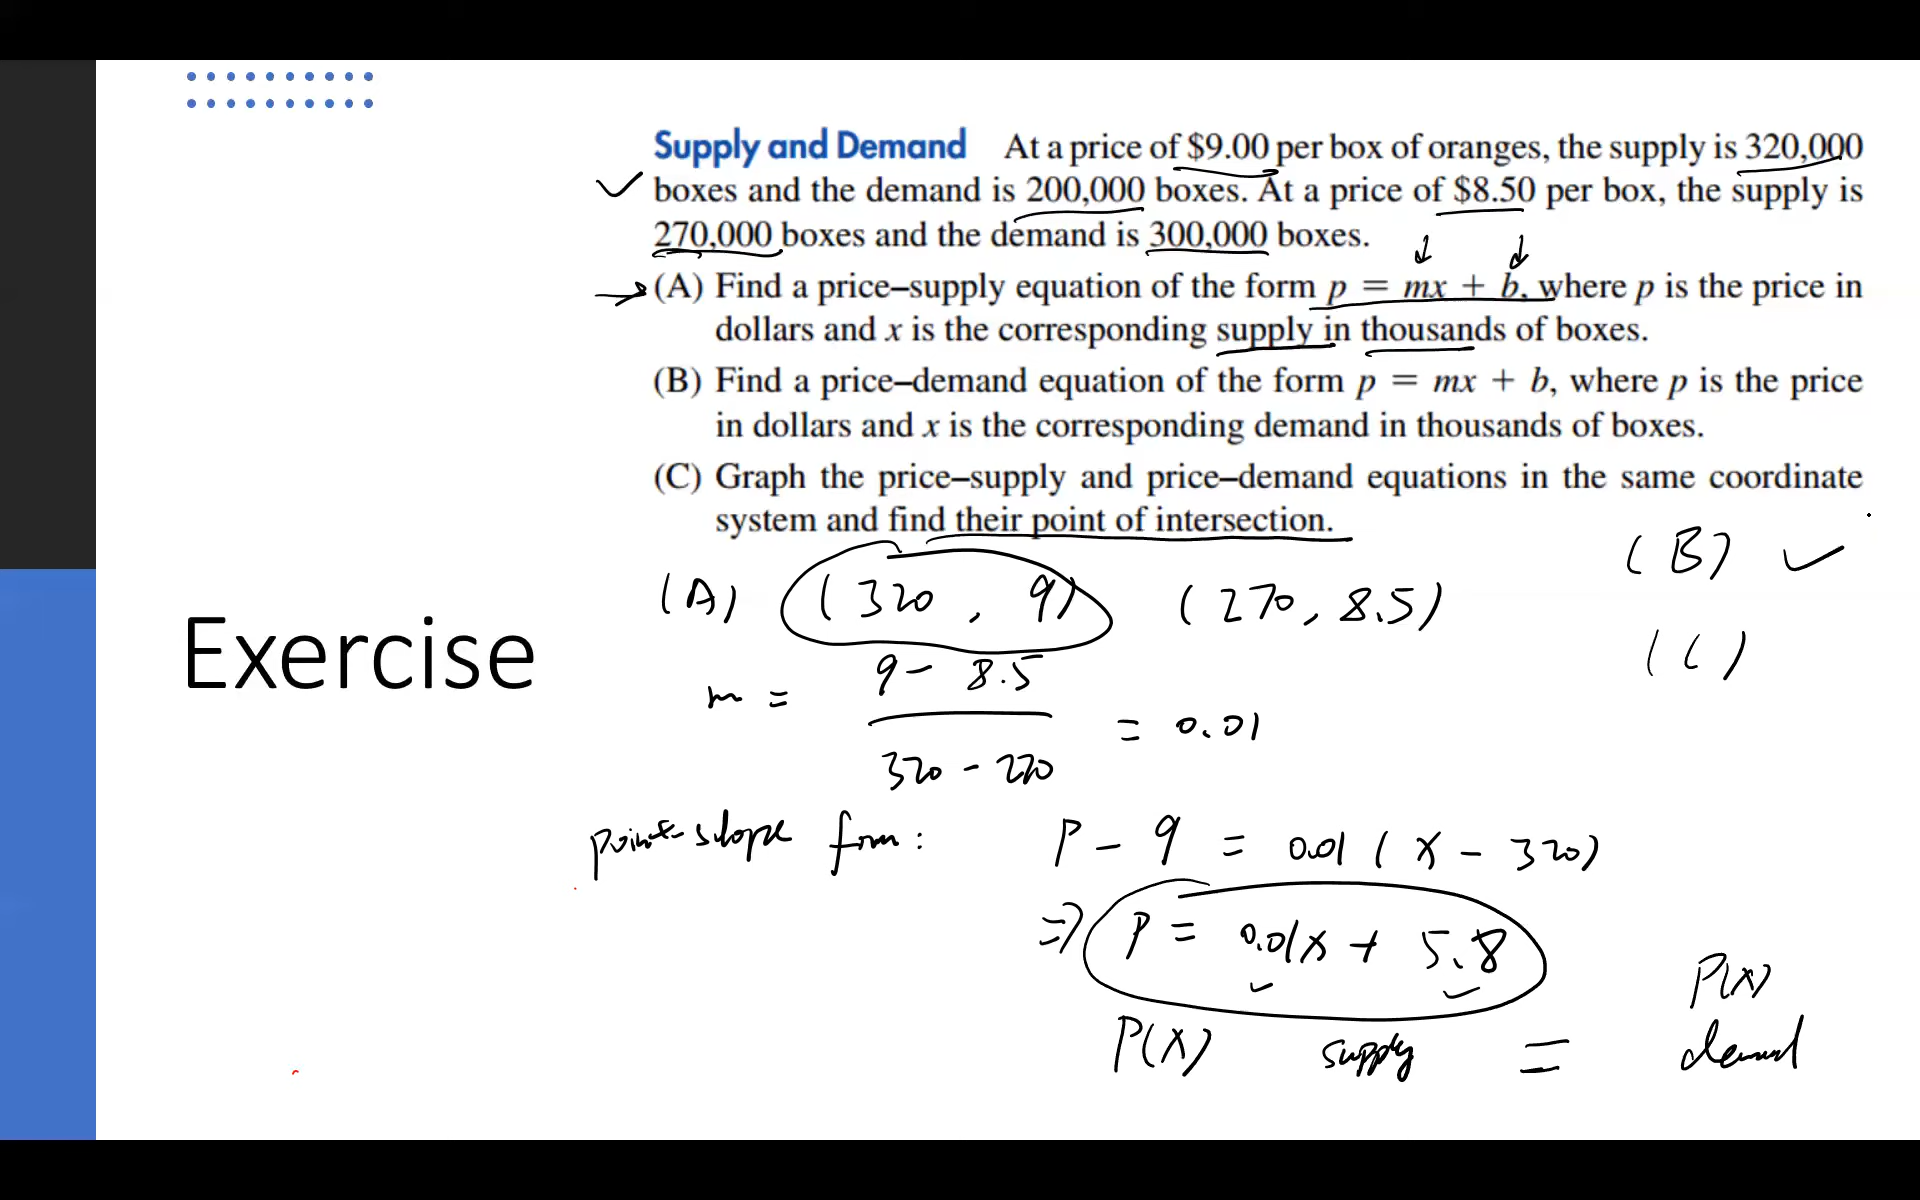 Supply and Demand At a price of $9.00 per box of oranges, the supply is 320,000
boxes and the demand is 200,000 boxes. At a price of $8.50 per box, the supply is
270,000 boxes and the demand is 300,000 boxes.
(A) Find a price–supply equation of the form p = mx + b, where p is the price in
dollars and x is the corresponding supply in thousands of boxes.
(B) Find a price–demand equation of the form p = mx + b, where p is the price
in dollars and x is the corresponding demand in thousands of boxes.
(C) Graph the price–supply and price–demand equations in the same coordinate
system and find their point of intersection.
Exercise
(A) (320, 9) (270, 8.5)
(B) ✓
(C)
m = 9 - 8.5
320 - 270
= 0.01
point-slope form: P - 9 = 0.01 (x - 320)
⇒ P = 0.01x + 5.8
P(x) supply = P(x) demand